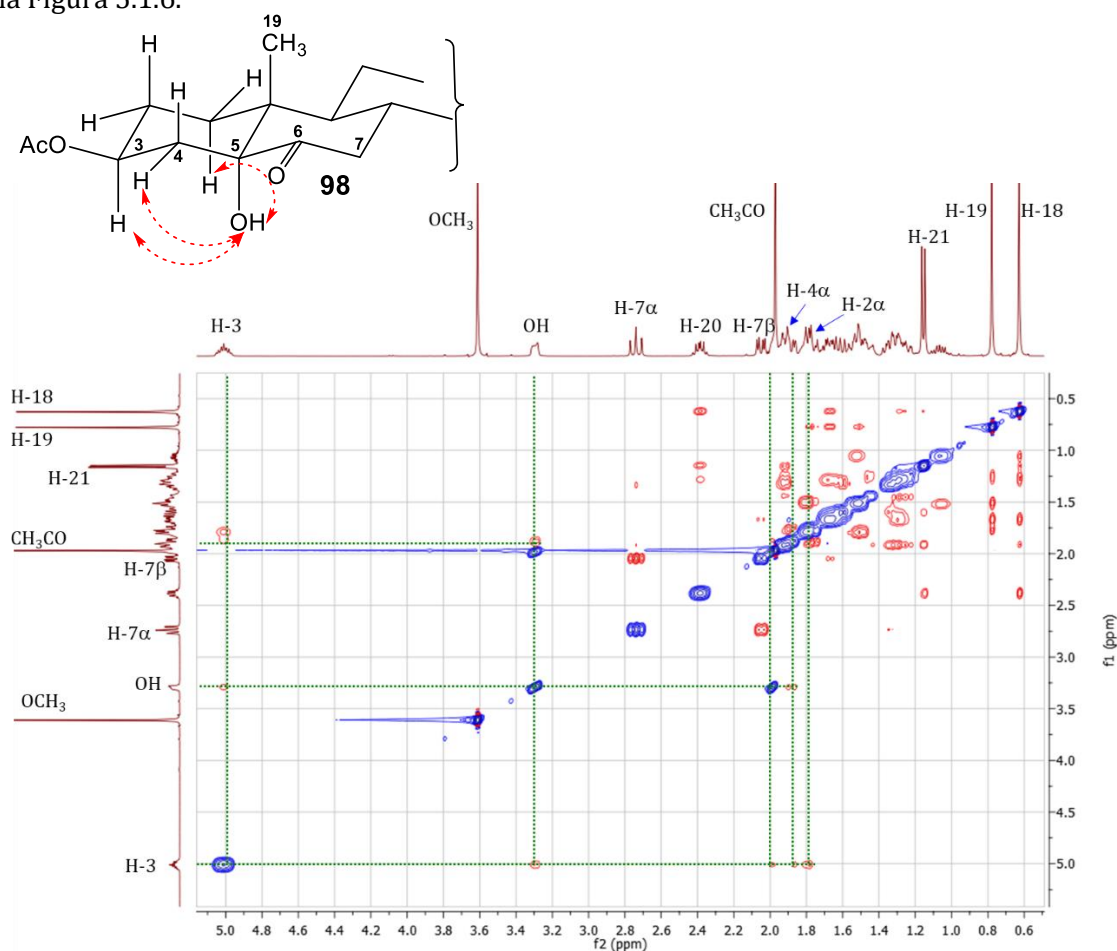 na Figura 5.1.6.
19
CH3
H
H
H
H
AcO
3
4
5
6
7
H
H
O
98
H
OH
OCH3
CH3CO
H-19
H-18
H-21
H-4α
H-2α
H-3
OH
H-7α
H-20
H-7β
H-18
H-19
H-21
CH3CO
H-7β
H-7α
OH
OCH3
H-3
0.5
1.0
1.5
2.0
2.5
3.0
3.5
4.0
4.5
5.0
f1 (ppm)
5.0 4.8 4.6 4.4 4.2 4.0 3.8 3.6 3.4 3.2 3.0 2.8 2.6 2.4 2.2 2.0 1.8 1.6 1.4 1.2 1.0 0.8 0.6
f2 (ppm)